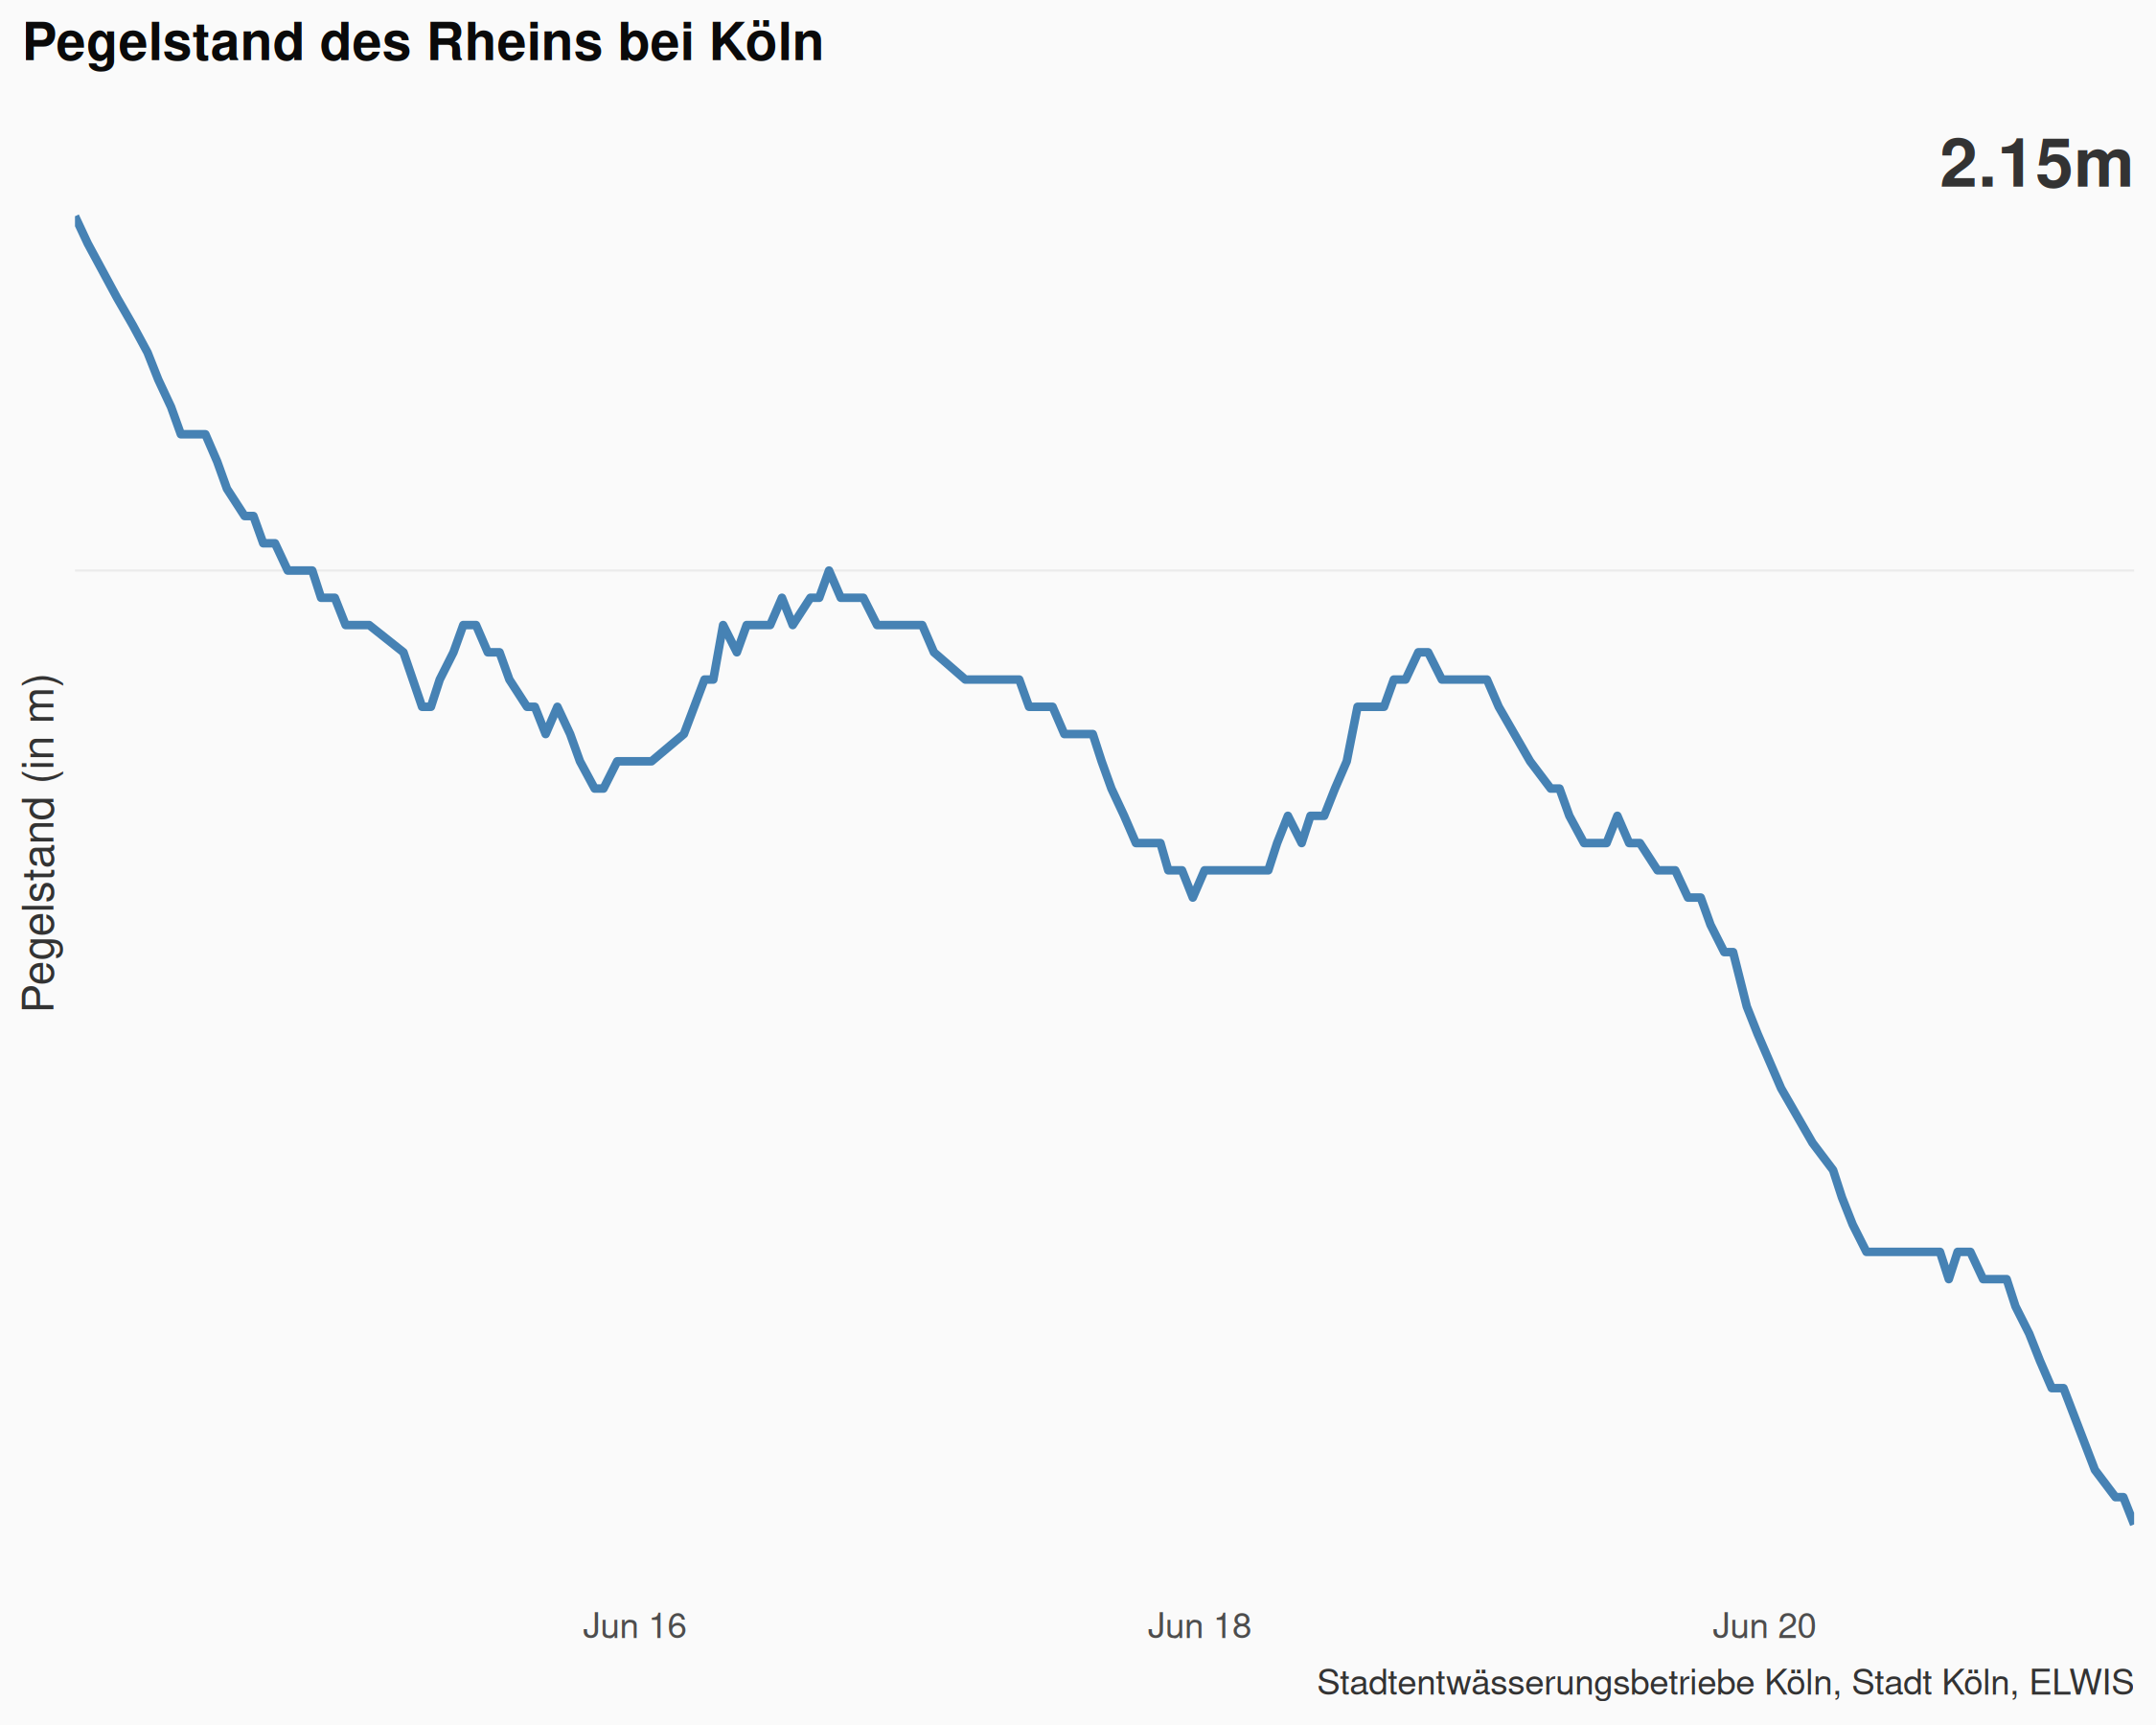 Pegelstand des Rheins bei Köln
2.15m
Pegelstand (in m)
Jun 16
Jun 18
Jun 20
Stadtentwässerungsbetriebe Köln, Stadt Köln, ELWIS